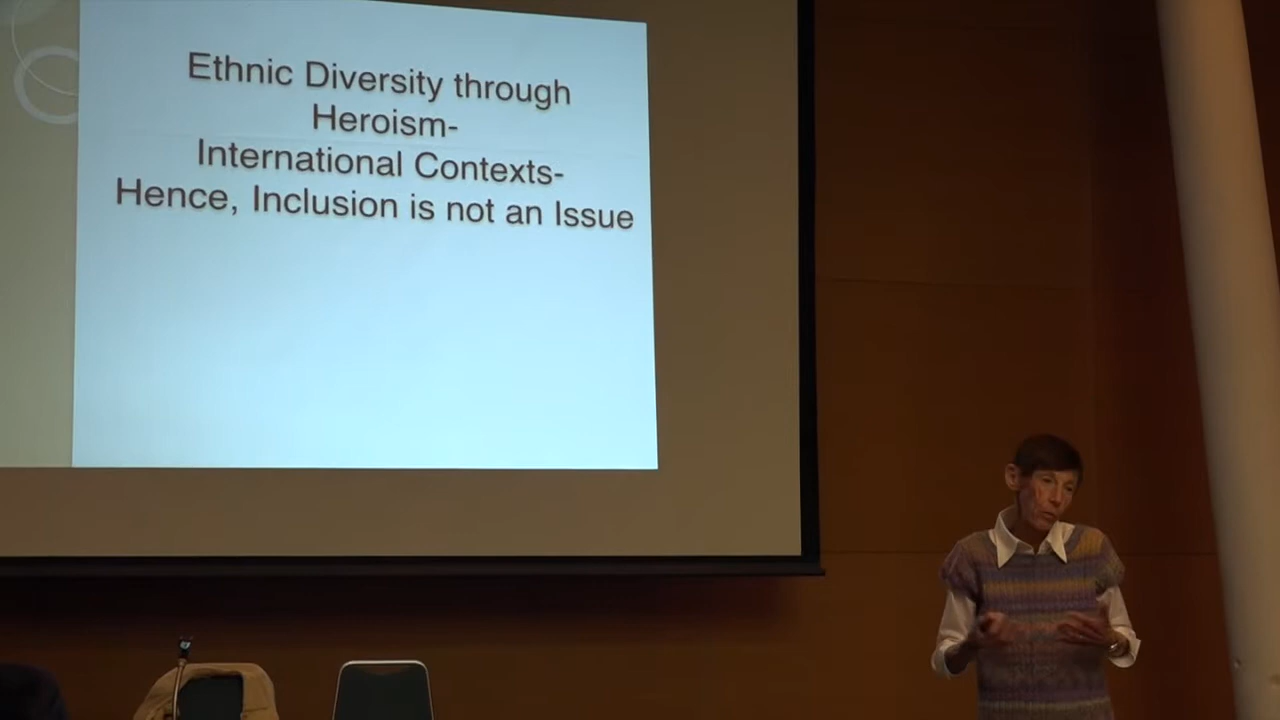 Ethnic Diversity through
Heroism-
International Contexts-
Hence, Inclusion is not an Issue